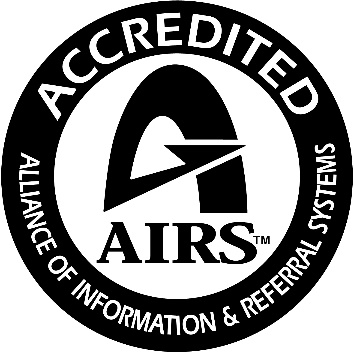 ACCREDITED
AIRS™
ALLIANCE OF INFORMATION & REFERRAL SYSTEMS